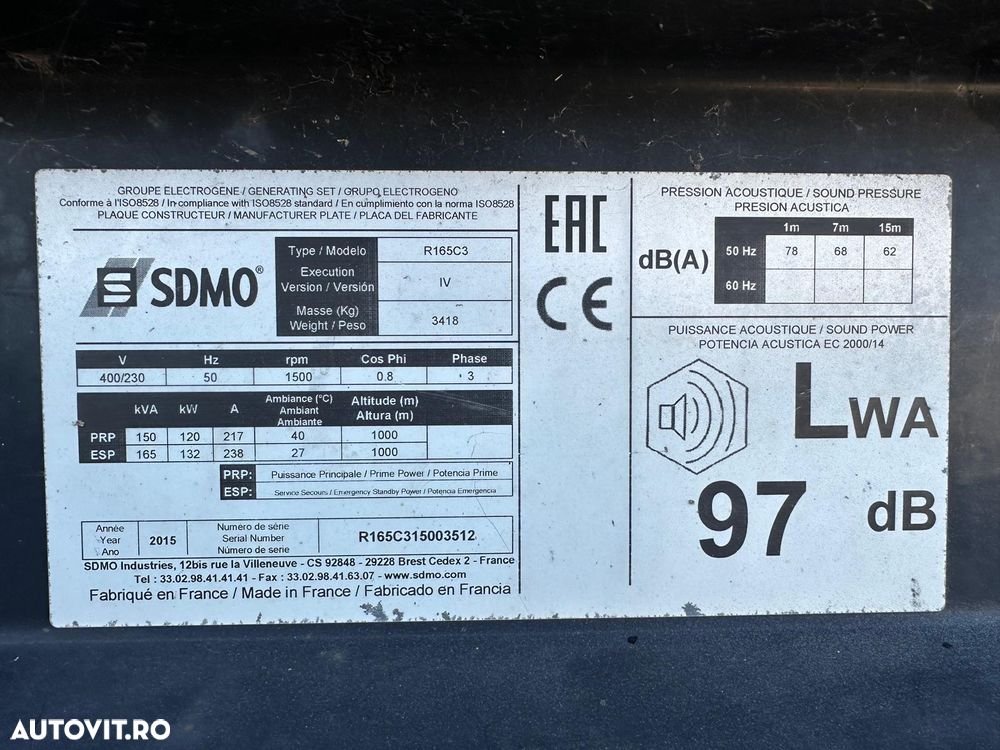 GROUPE ELECTROGENE / GENERATING SET / GRUPO ELECTROGENO
Conforme à l'ISO8528 / In compliance with ISO8528 standard / En cumplimiento con la norma ISO8528
PLAQUE CONSTRUCTEUR / MANUFACTURER PLATE / PLACA DEL FABRICANTE
SDMO®
Type / Modelo R165C3
Execution
Version / Versión IV
Masse (Kg)
Weight / Peso 3418
V Hz rpm Cos Phi Phase
400/230 50 1500 0.8 3
kVA kW A Ambiance (°C) Ambiant Ambiante Altitude (m) Altura (m)
PRP 150 120 217 40 1000
ESP 165 132 238 27 1000
PRP: Puissance Principale / Prime Power / Potencia Prime
ESP: Service Secours / Emergency Standby Power / Potencia Emergencia
Année
Year
Ano
2015
Numero de série
Serial Number
Número de série
R165C315003512
SDMO Industries, 12bis rue la Villeneuve - CS 92848 - 29228 Brest Cedex 2 - France
Tel : 33.02.98.41.41.41 - Fax : 33.02.98.41.63.07 - www.sdmo.com
Fabriqué en France / Made in France / Fabricado en Francia
EAC
CE
PRESSION ACOUSTIQUE / SOUND PRESSURE
PRESION ACUSTICA
dB(A)
1m 7m 15m
50 Hz 78 68 62
60 Hz
PUISSANCE ACOUSTIQUE / SOUND POWER
POTENCIA ACUSTICA EC 2000/14
LWA
97 dB
AUTOVIT.RO